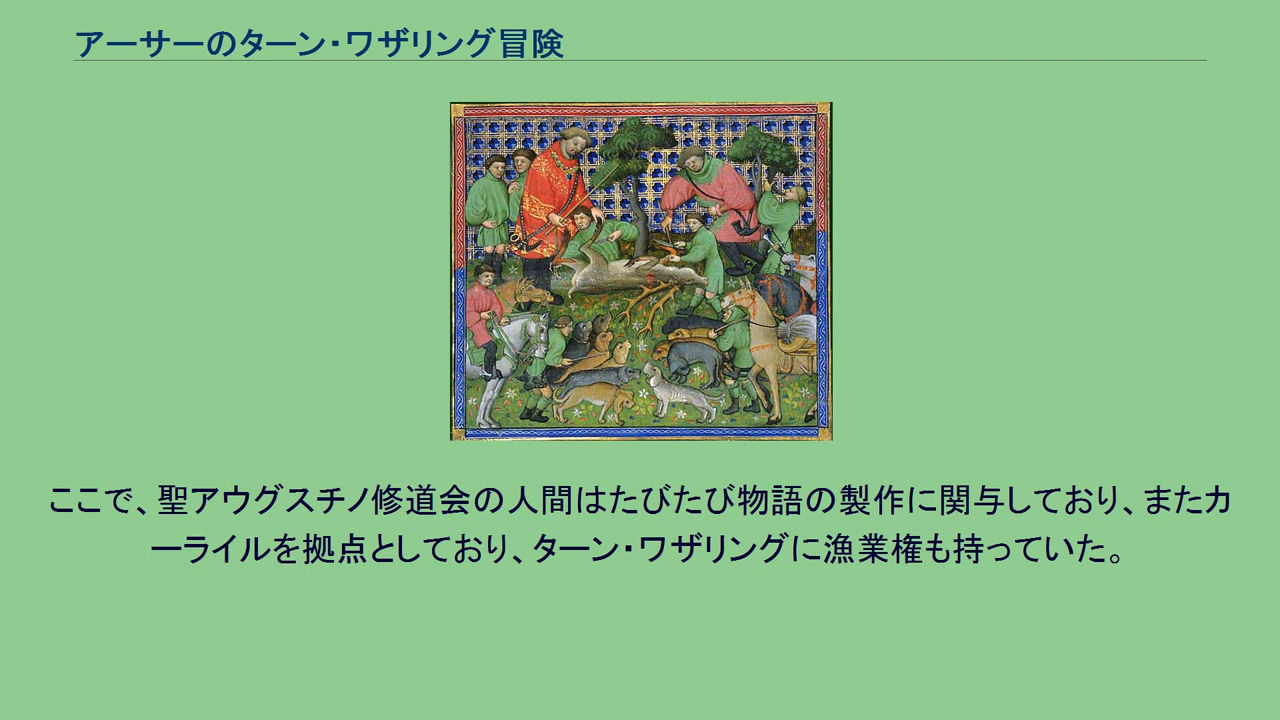 アーサーのターン・ワザリング冒険
ここで、聖アウグスチノ修道会の人間はたびたび物語の製作に関与しており、またカ
ーライルを拠点としており、ターン・ワザリングに漁業権も持っていた。